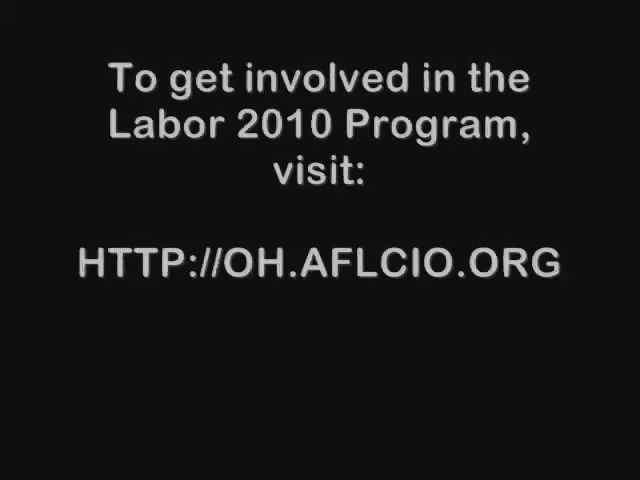 To get involved in the
Labor 2010 Program,
visit:
HTTP://OH.AFLCIO.ORG